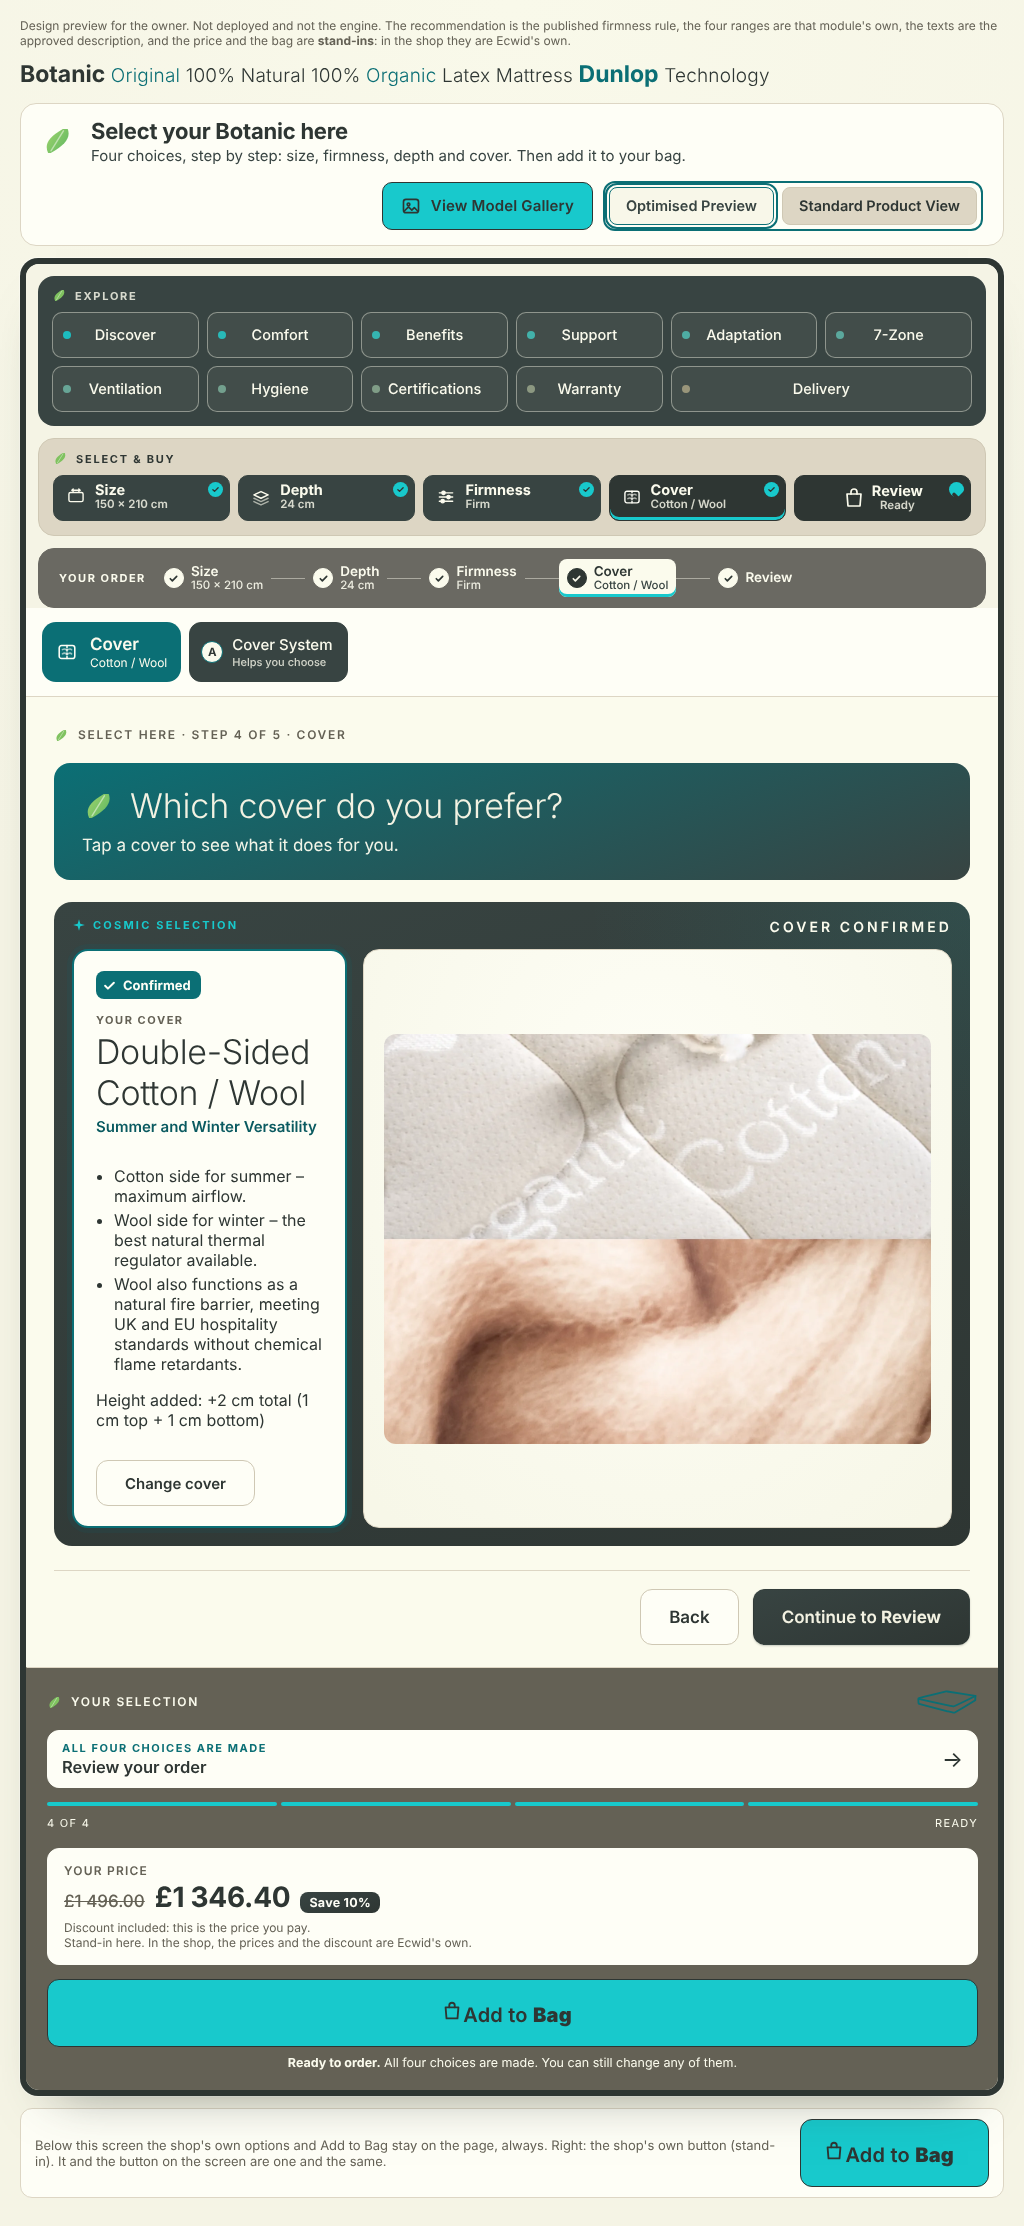 Design preview for the owner. Not deployed and not the engine. The recommendation is the published firmness rule, the four ranges are that module's own, the texts are the
approved description, and the price and the bag are stand-ins: in the shop they are Ecwid's own.
Botanic Original 100% Natural 100% Organic Latex Mattress Dunlop Technology
Select your Botanic here
Four choices, step by step: size, firmness, depth and cover. Then add it to your bag.
View Model Gallery
Optimised Preview
Standard Product View
EXPLORE
Discover
Comfort
Benefits
Support
Adaptation
7-Zone
Ventilation
Hygiene
Certifications
Warranty
Delivery
SELECT & BUY
Size
150 × 210 cm
Depth
24 cm
Firmness
Firm
Cover
Cotton / Wool
Review
Ready
YOUR ORDER
Size
150 × 210 cm
Depth
24 cm
Firmness
Firm
Cover
Cotton / Wool
Review
Cover
Cotton / Wool
A
Cover System
Helps you choose
SELECT HERE · STEP 4 OF 5 · COVER
Which cover do you prefer?
Tap a cover to see what it does for you.
COSMIC SELECTION
COVER CONFIRMED
Confirmed
YOUR COVER
Double-Sided
Cotton / Wool
Summer and Winter Versatility
• Cotton side for summer –
maximum airflow.
• Wool side for winter – the
best natural thermal
regulator available.
• Wool also functions as a
natural fire barrier, meeting
UK and EU hospitality
standards without chemical
flame retardants.
Height added: +2 cm total (1
cm top + 1 cm bottom)
Change cover
ganic Cotton
Back
Continue to Review
YOUR SELECTION
ALL FOUR CHOICES ARE MADE
Review your order
4 OF 4
READY
YOUR PRICE
£1 496.00 £1 346.40 Save 10%
Discount included: this is the price you pay.
Stand-in here. In the shop, the prices and the discount are Ecwid's own.
Add to Bag
Ready to order. All four choices are made. You can still change any of them.
Below this screen the shop's own options and Add to Bag stay on the page, always. Right: the shop's own button (stand-
in). It and the button on the screen are one and the same.
Add to Bag